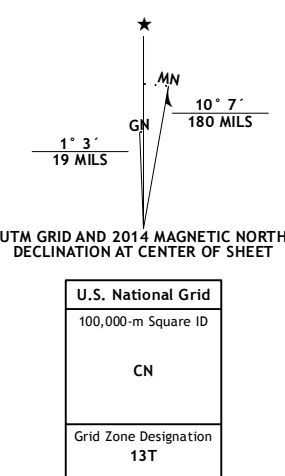 ★
MN
GN
10° 7´
180 MILS
1° 3´
19 MILS
UTM GRID AND 2014 MAGNETIC NORTH
DECLINATION AT CENTER OF SHEET
U.S. National Grid
100,000-m Square ID
CN
Grid Zone Designation
13T